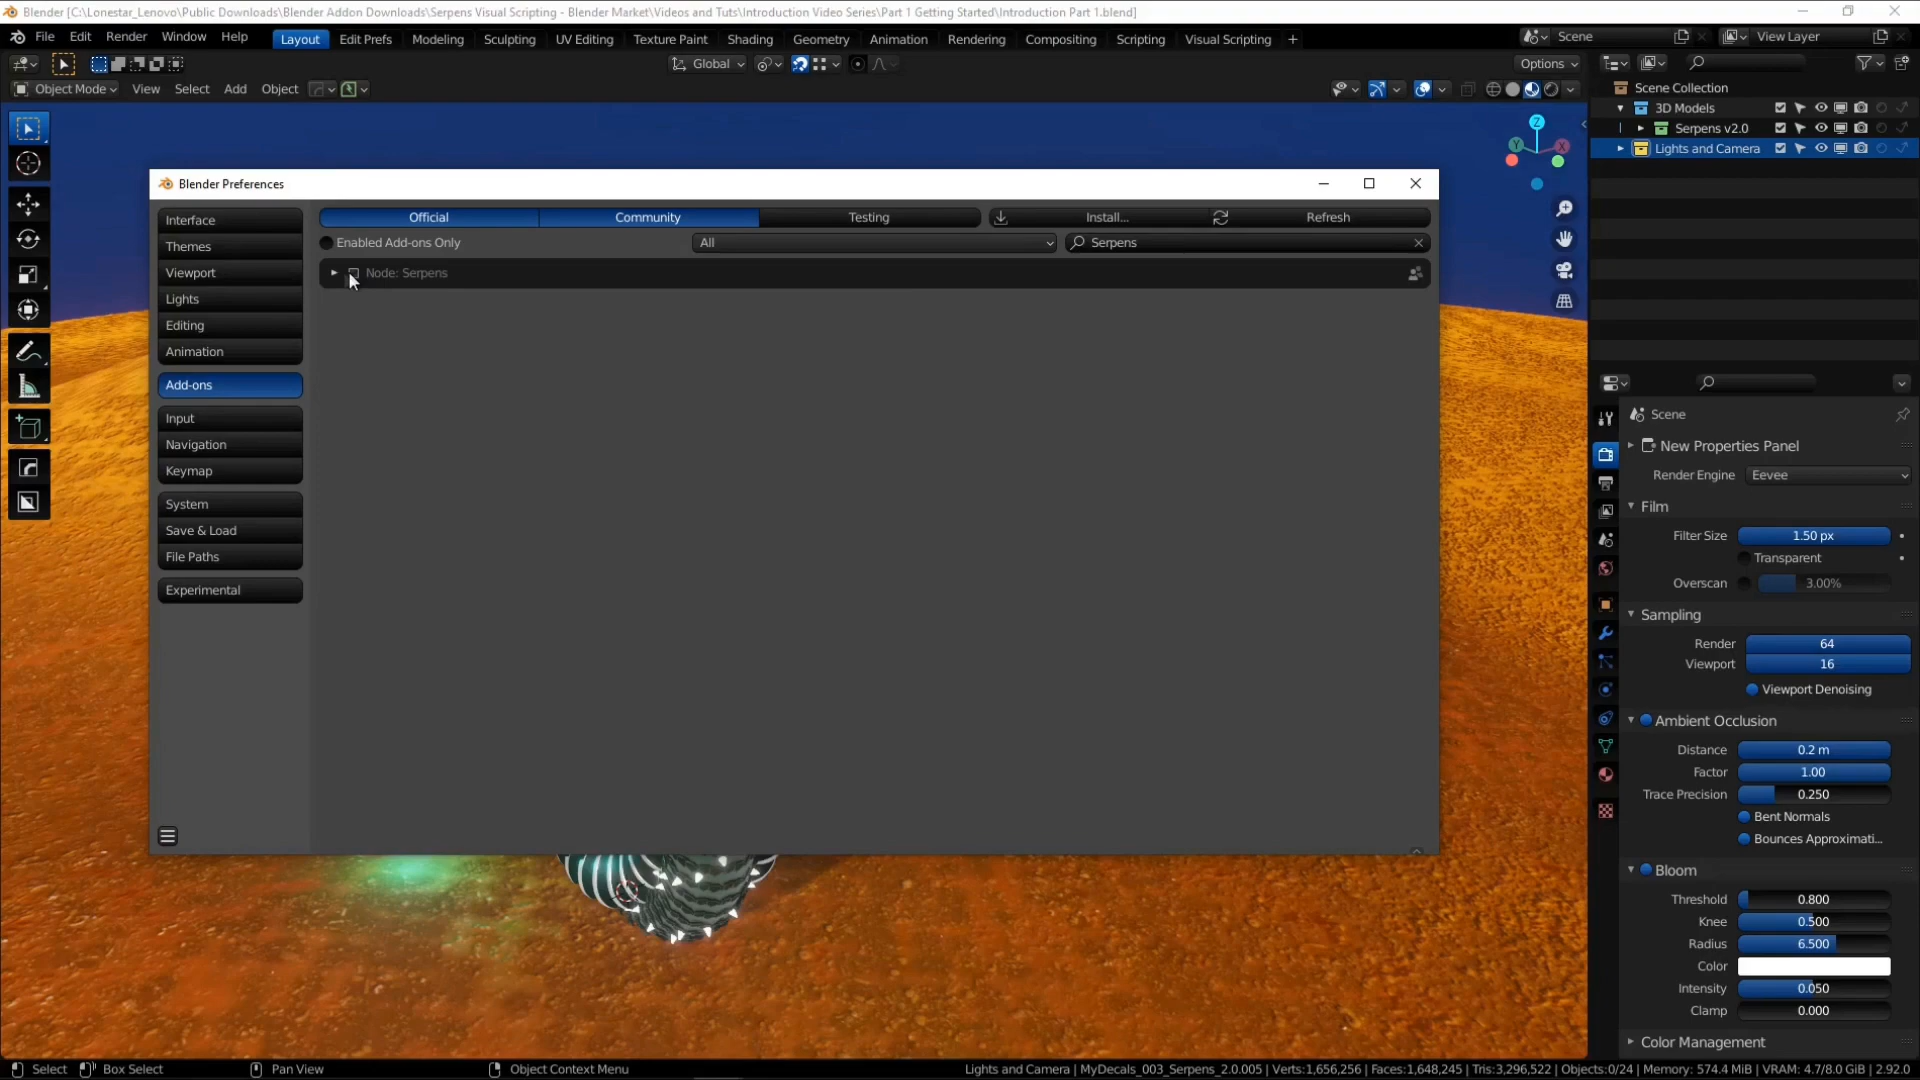 Blender [C:\Lonestar_Lenovo\Public Downloads\Blender Addon Downloads\Serpens Visual Scripting - Blender Market\Videos and Tuts\Introduction Video Series\Part 1 Getting Started\Introduction Part 1.blend]
File Edit Render Window Help Layout Edit Prefs Modeling Sculpting UV Editing Texture Paint Shading Geometry Animation Rendering Compositing Scripting Visual Scripting + Scene View Layer
Global Options
Object Mode View Select Add Object
Scene Collection
3D Models
Serpens v2.0
Lights and Camera
Z
Y X
Blender Preferences
Interface
Themes
Viewport
Lights
Editing
Animation
Add-ons
Input
Navigation
Keymap
System
Save & Load
File Paths
Experimental
Official Community Testing Install... Refresh
Enabled Add-ons Only All Serpens
Node: Serpens
Scene
New Properties Panel
Render Engine Eevee
Film
Filter Size 1.50 px
Transparent
Overscan 3.00%
Sampling
Render 64
Viewport 16
Viewport Denoising
Ambient Occlusion
Distance 0.2 m
Factor 1.00
Trace Precision 0.250
Bent Normals
Bounces Approximati...
Bloom
Threshold 0.800
Knee 0.500
Radius 6.500
Color
Intensity 0.050
Clamp 0.000
Color Management
Select Box Select Pan View Object Context Menu Lights and Camera | MyDecals_003_Serpens_2.0.005 | Verts:1,656,256 | Faces:1,648,245 | Tris:3,296,522 | Objects:0/24 | Memory: 574.4 MiB | VRAM: 4.7/8.0 GiB | 2.92.0